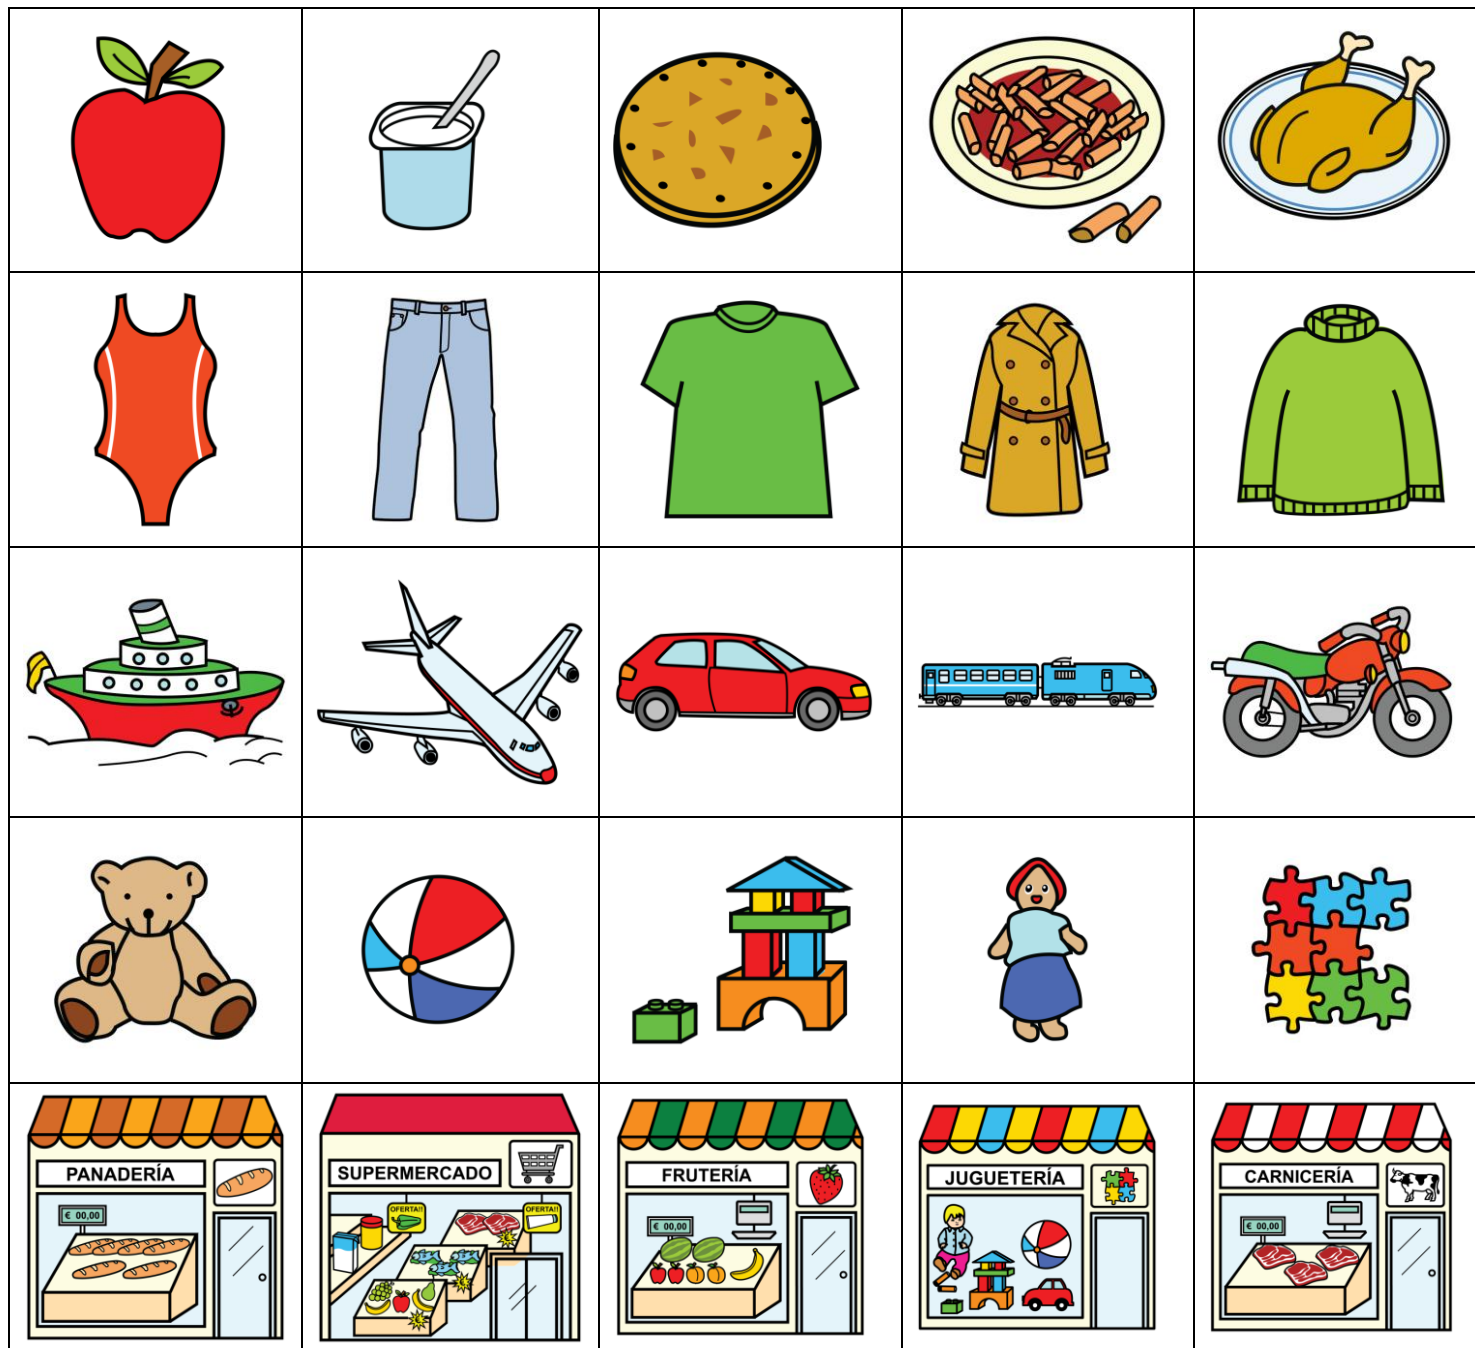 PANADERÍA
€ 00,00
SUPERMERCADO
OFERTA!!
OFERTA!!
FRUTERÍA
€ 00,00
JUGUETERÍA
CARNICERÍA
€ 00,00